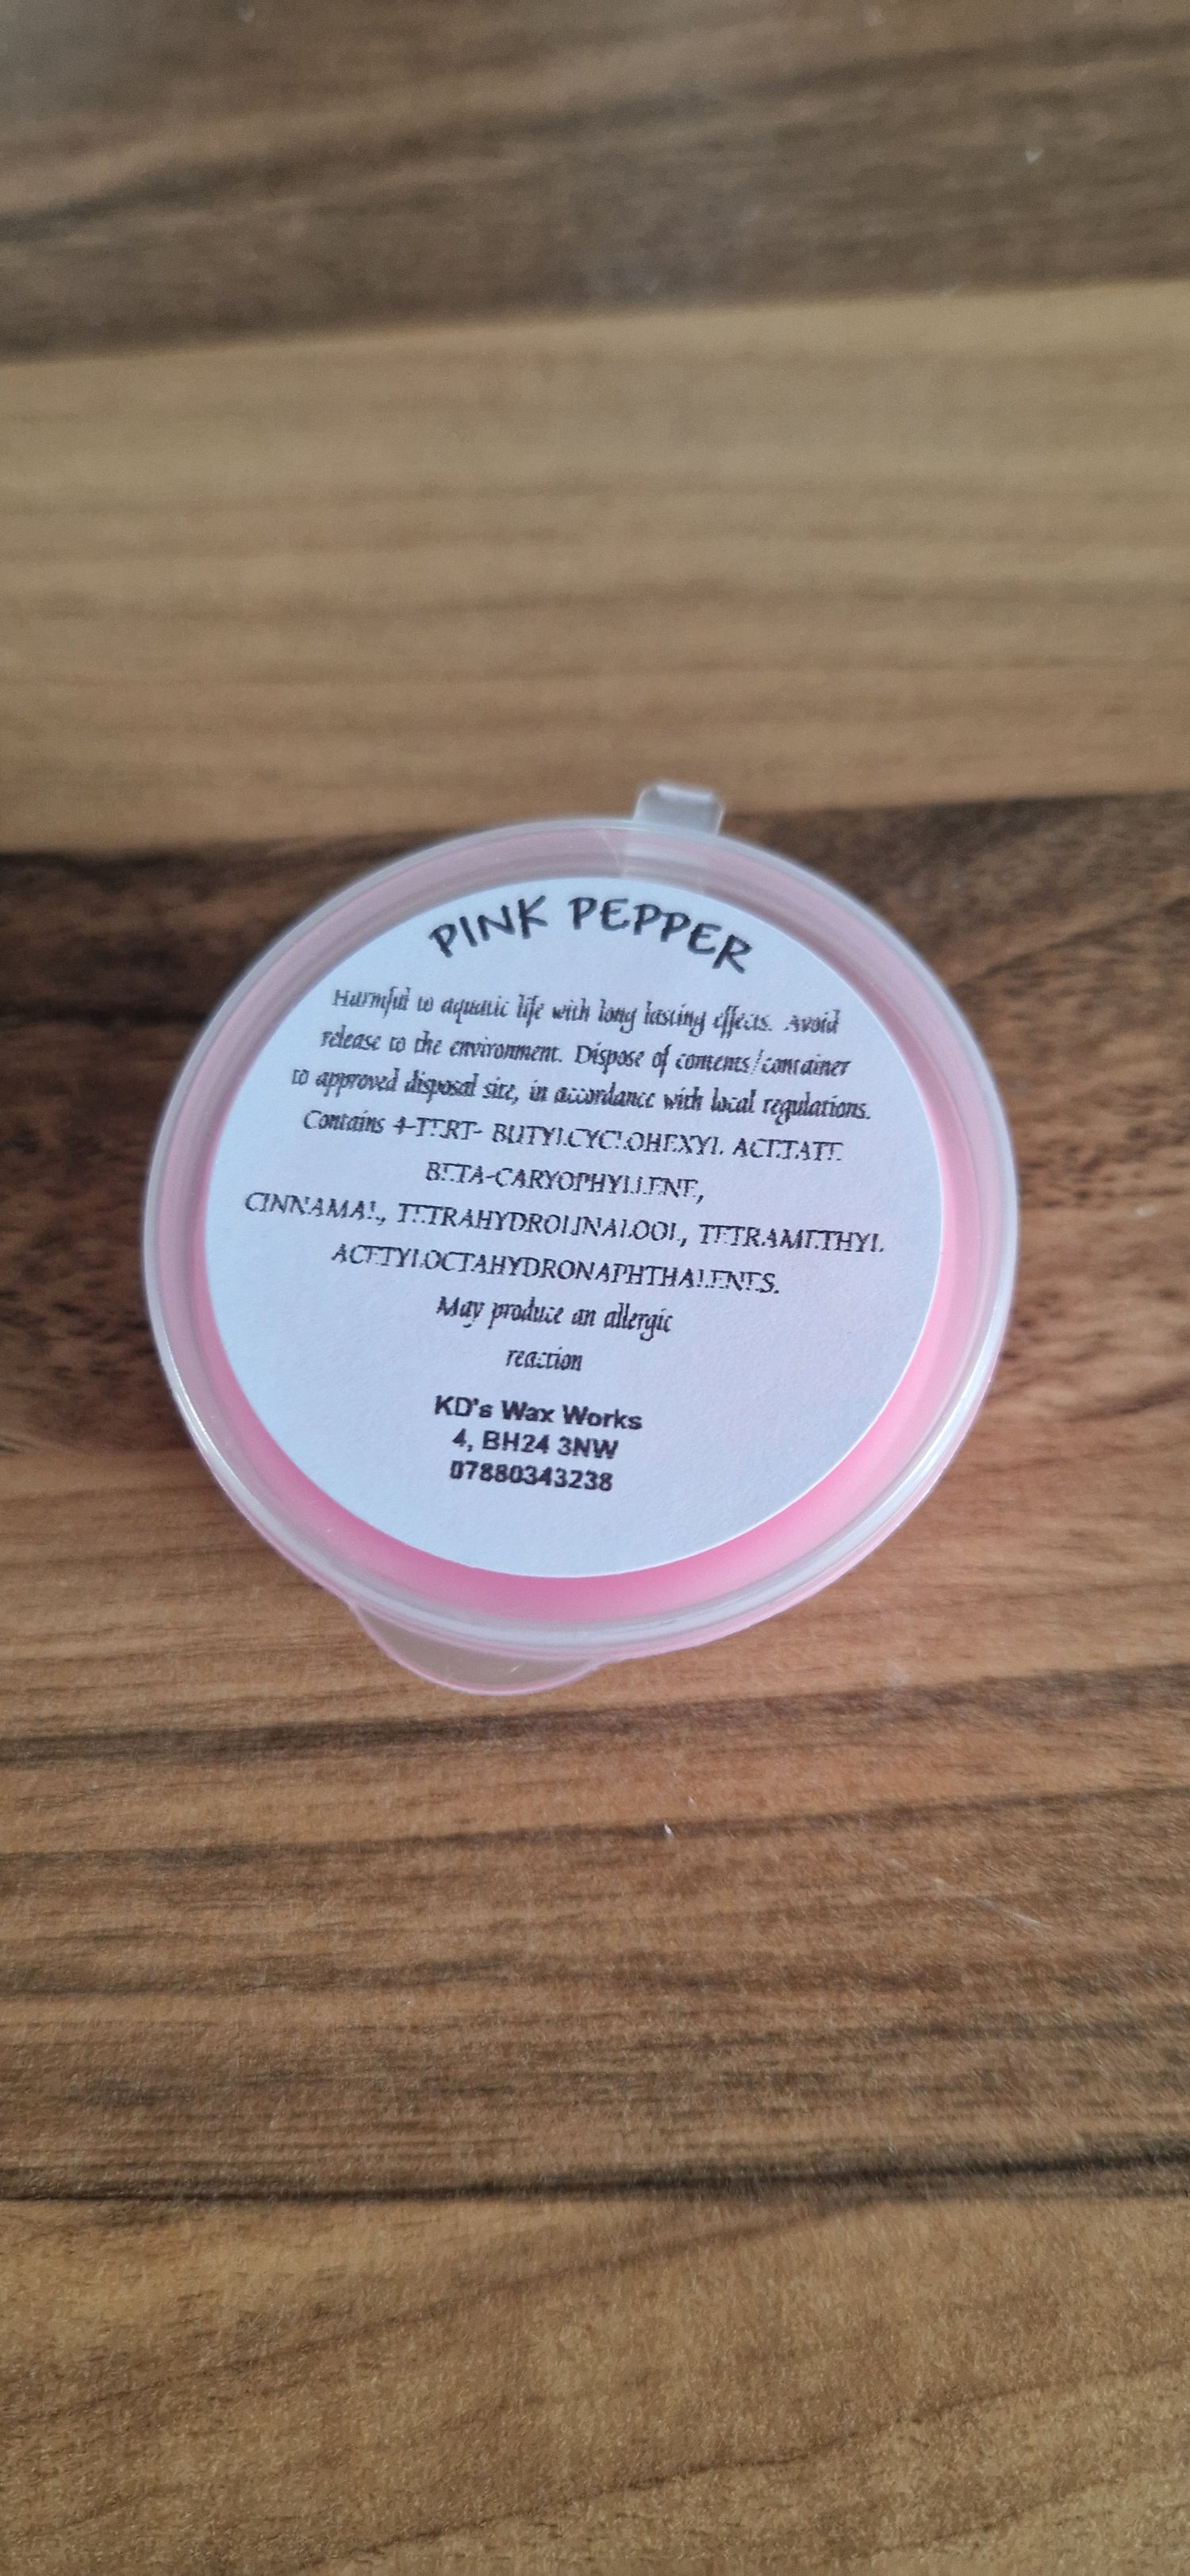 PINK PEPPER
Harmful to aquatic life with long lasting effects. Avoid
release to the environment. Dispose of contents/container
to approved disposal site, in accordance with local regulations.
Contains 4-TERT- BUTYLCYCLOHEXYL ACETATE
BETA-CARYOPHYLLENE,
CINNAMAL, TETRAHYDROLINALOOL, TETRAMETHYL
ACETYLOCTAHYDRONAPHTHALENES.
May produce an allergic
reaction
KD's Wax Works
4, BH24 3NW
07880343238